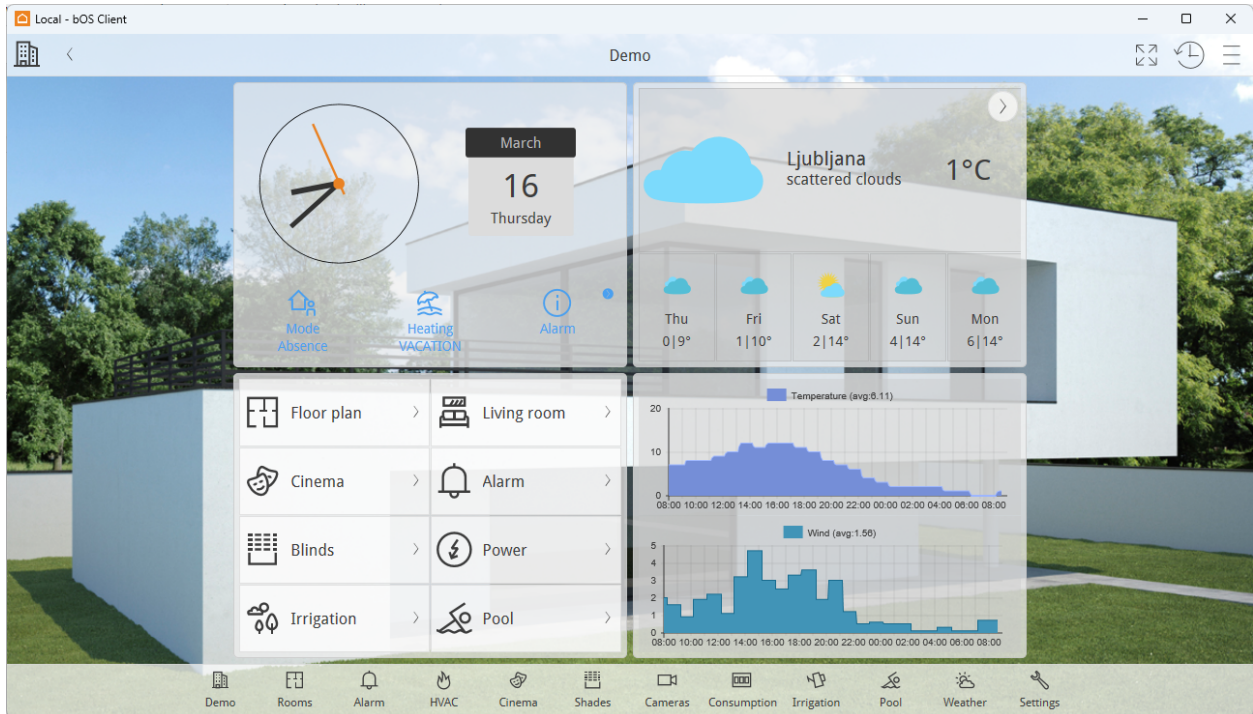 Local - bOS Client
Demo
March
16
Thursday
Mode
Absence
Heating
VACATION
Alarm
Ljubljana
scattered clouds
1°C
Thu
0|9°
Fri
1|10°
Sat
2|14°
Sun
4|14°
Mon
6|14°
Floor plan
Living room
Cinema
Alarm
Blinds
Power
Irrigation
Pool
Temperature (avg:6.11)
20
10
0
08:00 10:00 12:00 14:00 16:00 18:00 20:00 22:00 00:00 02:00 04:00 06:00 08:00
Wind (avg:1.56)
5
4
3
2
1
0
08:00 10:00 12:00 14:00 16:00 18:00 20:00 22:00 00:00 02:00 04:00 06:00 08:00
Demo Rooms Alarm HVAC Cinema Shades Cameras Consumption Irrigation Pool Weather Settings